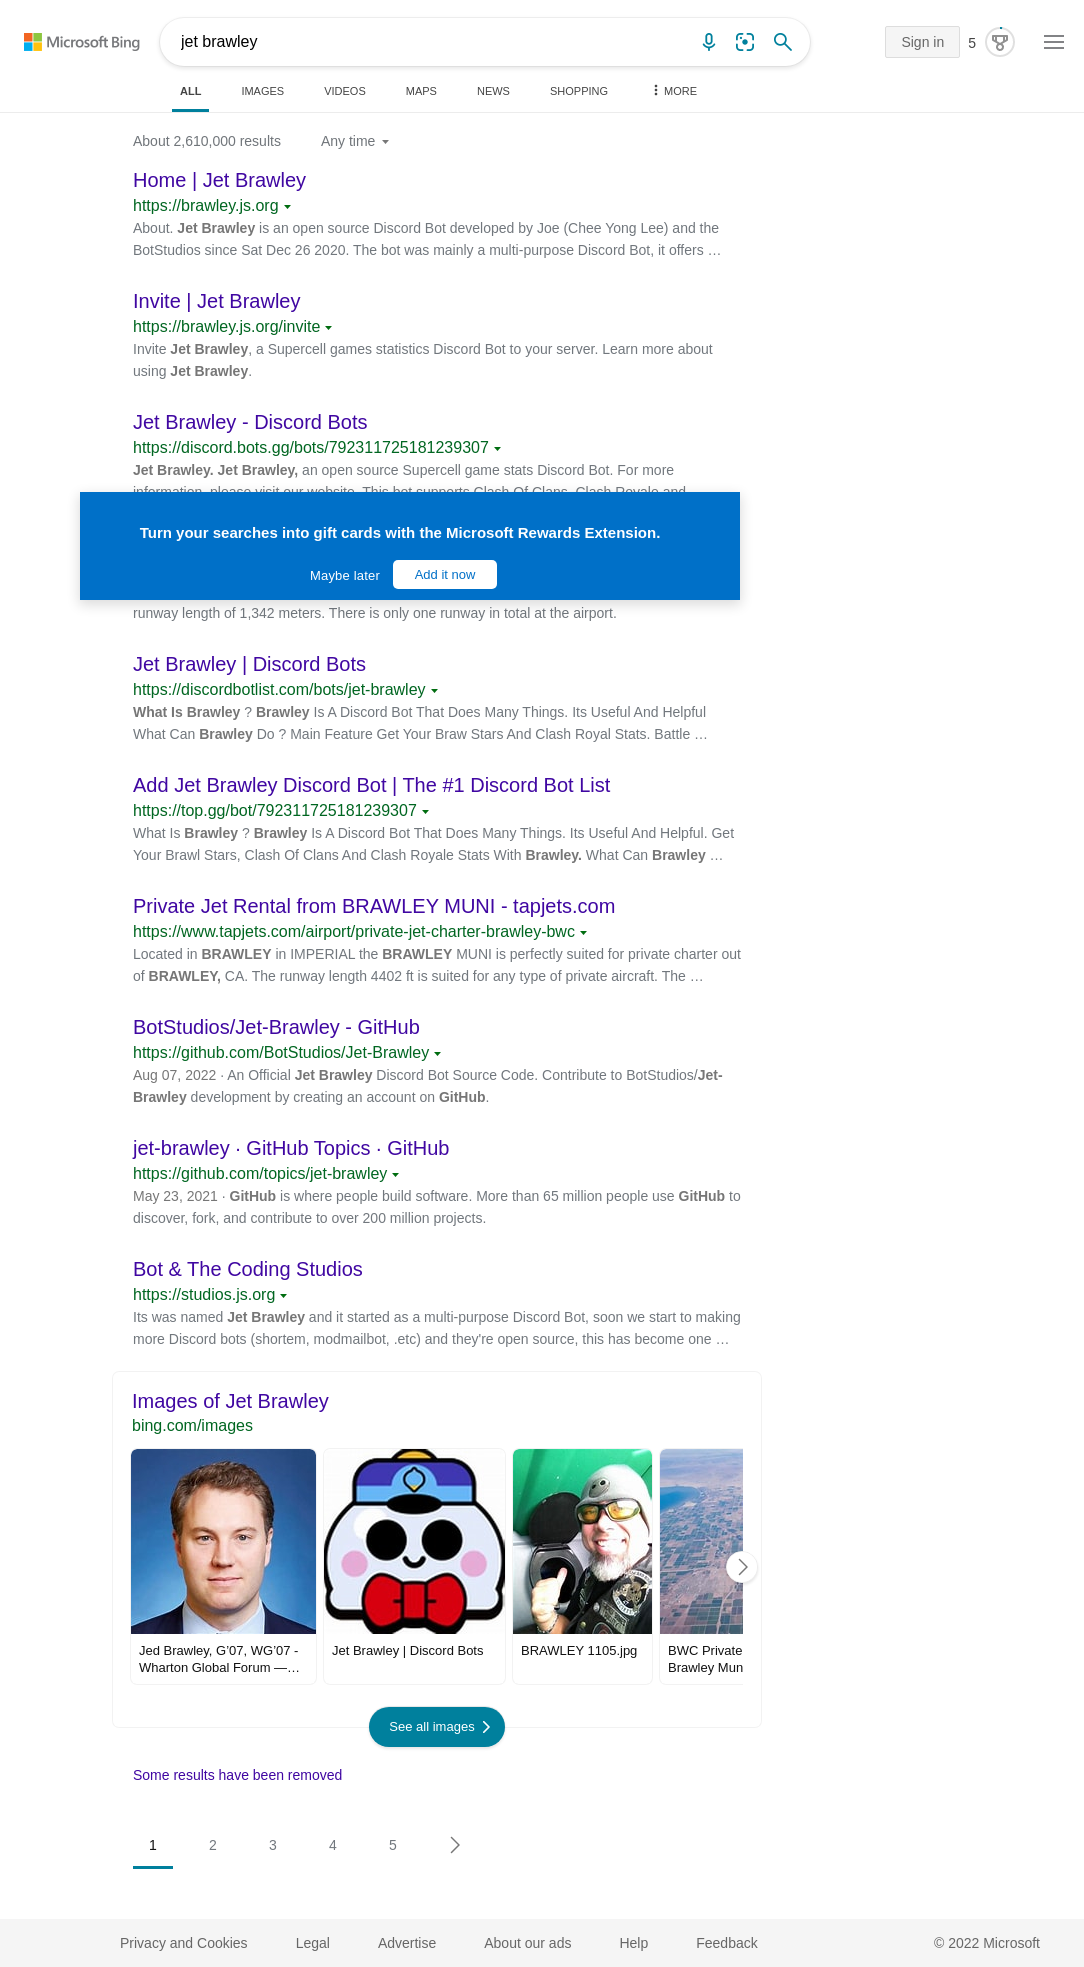 Microsoft Bing
jet brawley
Sign in
5
ALL
IMAGES
VIDEOS
MAPS
NEWS
SHOPPING
MORE
About 2,610,000 results
Any time
Home | Jet Brawley
https://brawley.js.org
About. Jet Brawley is an open source Discord Bot developed by Joe (Chee Yong Lee) and the
BotStudios since Sat Dec 26 2020. The bot was mainly a multi-purpose Discord Bot, it offers …
Invite | Jet Brawley
https://brawley.js.org/invite
Invite Jet Brawley, a Supercell games statistics Discord Bot to your server. Learn more about
using Jet Brawley.
Jet Brawley - Discord Bots
https://discord.bots.gg/bots/792311725181239307
Jet Brawley. Jet Brawley, an open source Supercell game stats Discord Bot. For more
information, please visit our website. This bot supports Clash Of Clans, Clash Royale and
Turn your searches into gift cards with the Microsoft Rewards Extension.
Maybe later
Add it now
runway length of 1,342 meters. There is only one runway in total at the airport.
Jet Brawley | Discord Bots
https://discordbotlist.com/bots/jet-brawley
What Is Brawley ? Brawley Is A Discord Bot That Does Many Things. Its Useful And Helpful
What Can Brawley Do ? Main Feature Get Your Braw Stars And Clash Royal Stats. Battle …
Add Jet Brawley Discord Bot | The #1 Discord Bot List
https://top.gg/bot/792311725181239307
What Is Brawley ? Brawley Is A Discord Bot That Does Many Things. Its Useful And Helpful. Get
Your Brawl Stars, Clash Of Clans And Clash Royale Stats With Brawley. What Can Brawley …
Private Jet Rental from BRAWLEY MUNI - tapjets.com
https://www.tapjets.com/airport/private-jet-charter-brawley-bwc
Located in BRAWLEY in IMPERIAL the BRAWLEY MUNI is perfectly suited for private charter out
of BRAWLEY, CA. The runway length 4402 ft is suited for any type of private aircraft. The …
BotStudios/Jet-Brawley - GitHub
https://github.com/BotStudios/Jet-Brawley
Aug 07, 2022 · An Official Jet Brawley Discord Bot Source Code. Contribute to BotStudios/Jet-
Brawley development by creating an account on GitHub.
jet-brawley · GitHub Topics · GitHub
https://github.com/topics/jet-brawley
May 23, 2021 · GitHub is where people build software. More than 65 million people use GitHub to
discover, fork, and contribute to over 200 million projects.
Bot & The Coding Studios
https://studios.js.org
Its was named Jet Brawley and it started as a multi-purpose Discord Bot, soon we start to making
more Discord bots (shortem, modmailbot, .etc) and they're open source, this has become one …
Images of Jet Brawley
bing.com/images
Jed Brawley, G'07, WG'07 -
Wharton Global Forum —…
Jet Brawley | Discord Bots
BRAWLEY 1105.jpg
BWC Private
Brawley Mun
See all images
Some results have been removed
1
2
3
4
5
Privacy and Cookies
Legal
Advertise
About our ads
Help
Feedback
© 2022 Microsoft